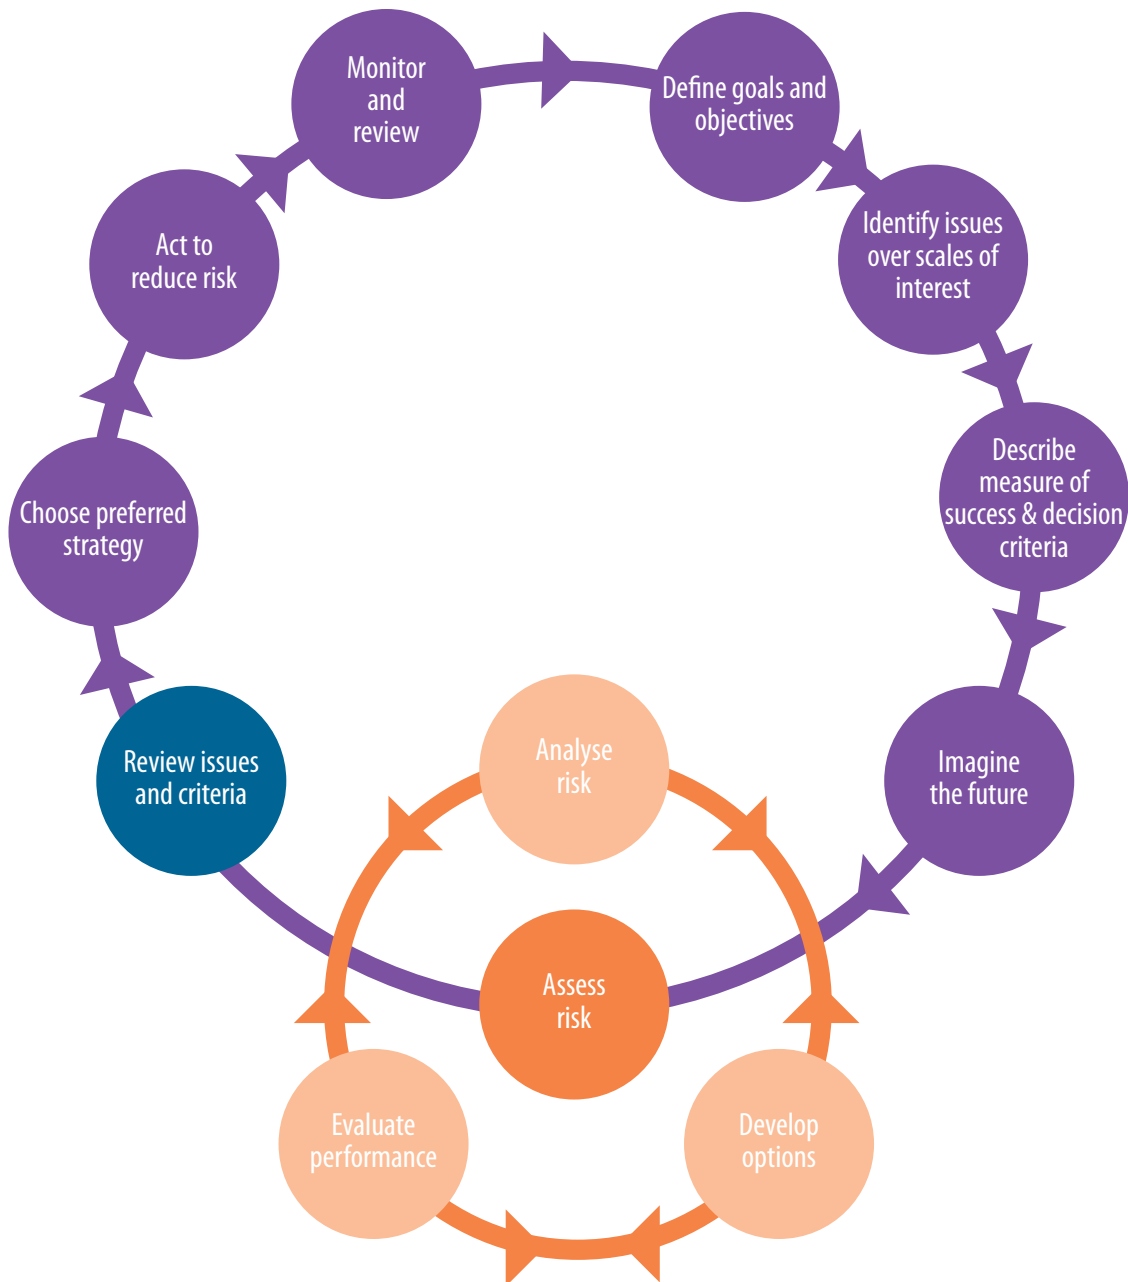 Monitor
and
review
Define goals and
objectives
Act to
reduce risk
Identify issues
over scales of
interest
Choose preferred
strategy
Describe
measure of
success & decision
criteria
Review issues
and criteria
Analyse
risk
Imagine
the future
Assess
risk
Evaluate
performance
Develop
options